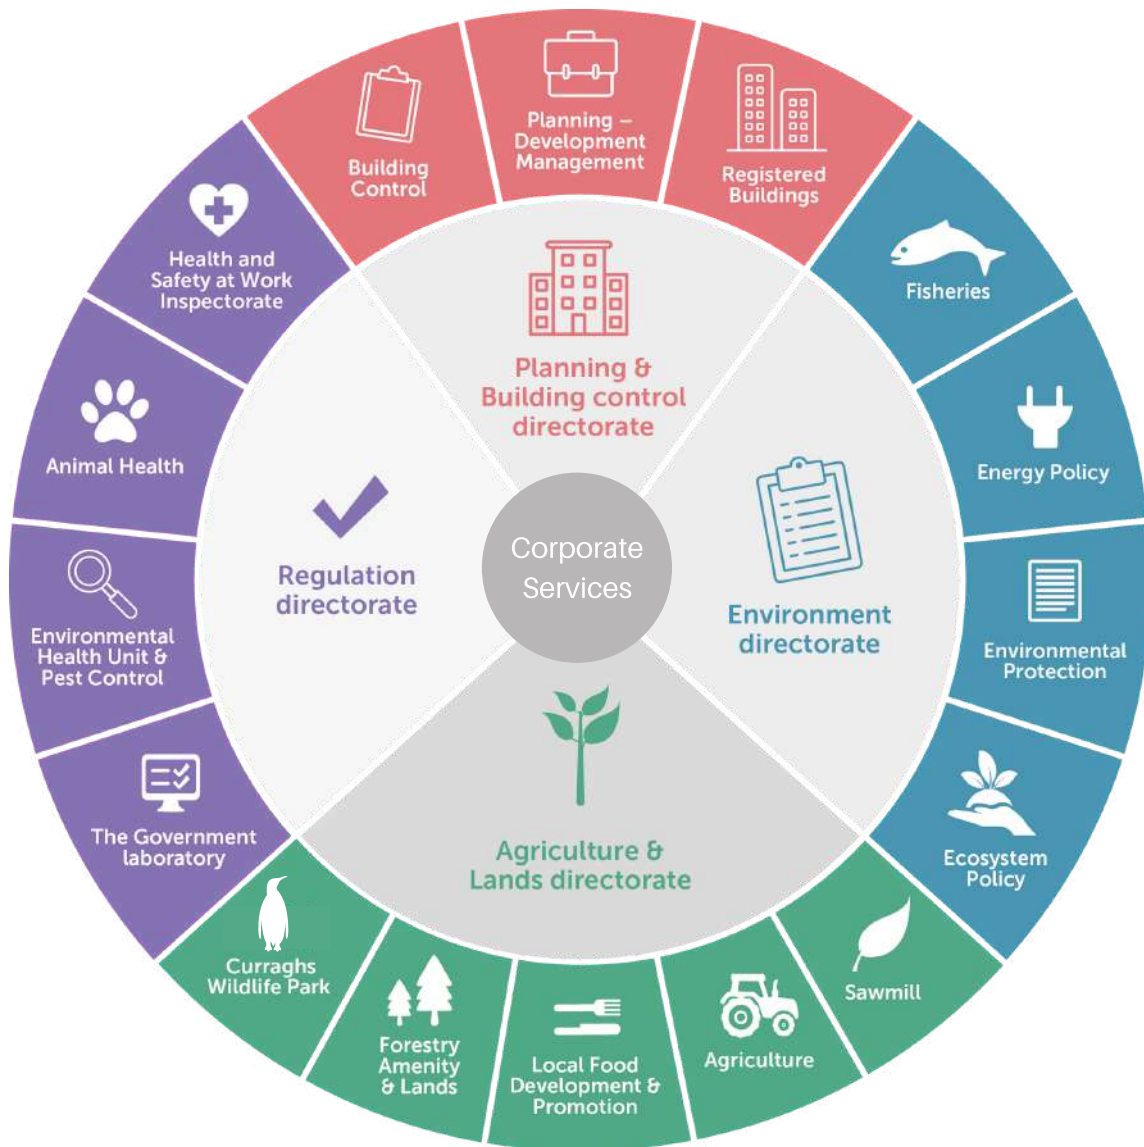 Building
Control
Planning –
Development
Management
Registered
Buildings
Fisheries
Energy Policy
Environmental
Protection
Ecosystem
Policy
Sawmill
Agriculture
Local Food
Development &
Promotion
Forestry
Amenity
& Lands
Curraghs
Wildlife Park
The Government
laboratory
Environmental
Health Unit &
Pest Control
Animal Health
Health and
Safety at Work
Inspectorate
Planning &
Building control
directorate
Environment
directorate
Agriculture &
Lands directorate
Regulation
directorate
Corporate
Services